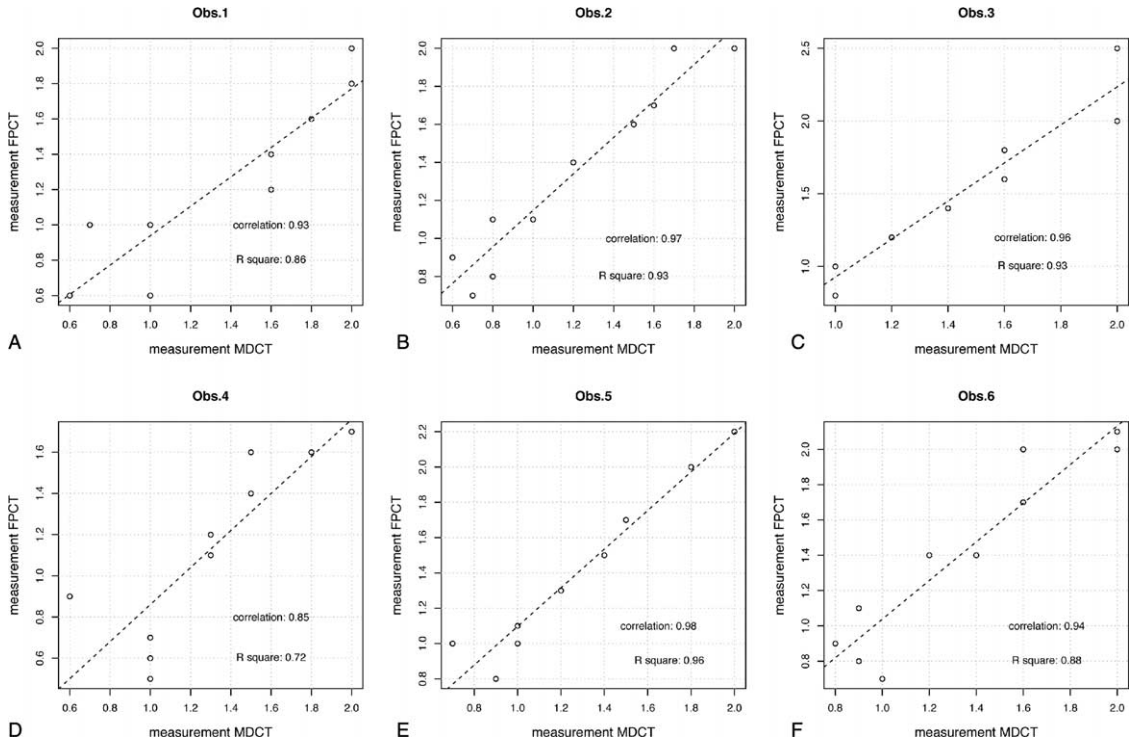 Obs.1
measurement FPCT
2.0
1.8
1.6
1.4
1.2
1.0
0.8
0.6
correlation: 0.93
R square: 0.86
0.6 0.8 1.0 1.2 1.4 1.6 1.8 2.0
A
measurement MDCT
Obs.2
measurement FPCT
2.0
1.8
1.6
1.4
1.2
1.0
0.8
correlation: 0.97
R square: 0.93
0.6 0.8 1.0 1.2 1.4 1.6 1.8 2.0
B
measurement MDCT
Obs.3
measurement FPCT
2.5
2.0
1.5
1.0
correlation: 0.96
R square: 0.93
1.0 1.2 1.4 1.6 1.8 2.0
C
measurement MDCT
Obs.4
measurement FPCT
1.6
1.4
1.2
1.0
0.8
0.6
correlation: 0.85
R square: 0.72
0.6 0.8 1.0 1.2 1.4 1.6 1.8 2.0
D
measurement MDCT
Obs.5
measurement FPCT
2.2
2.0
1.8
1.6
1.4
1.2
1.0
0.8
correlation: 0.98
R square: 0.96
0.8 1.0 1.2 1.4 1.6 1.8 2.0
E
measurement MDCT
Obs.6
measurement FPCT
2.0
1.8
1.6
1.4
1.2
1.0
0.8
correlation: 0.94
R square: 0.88
0.8 1.0 1.2 1.4 1.6 1.8 2.0
F
measurement MDCT